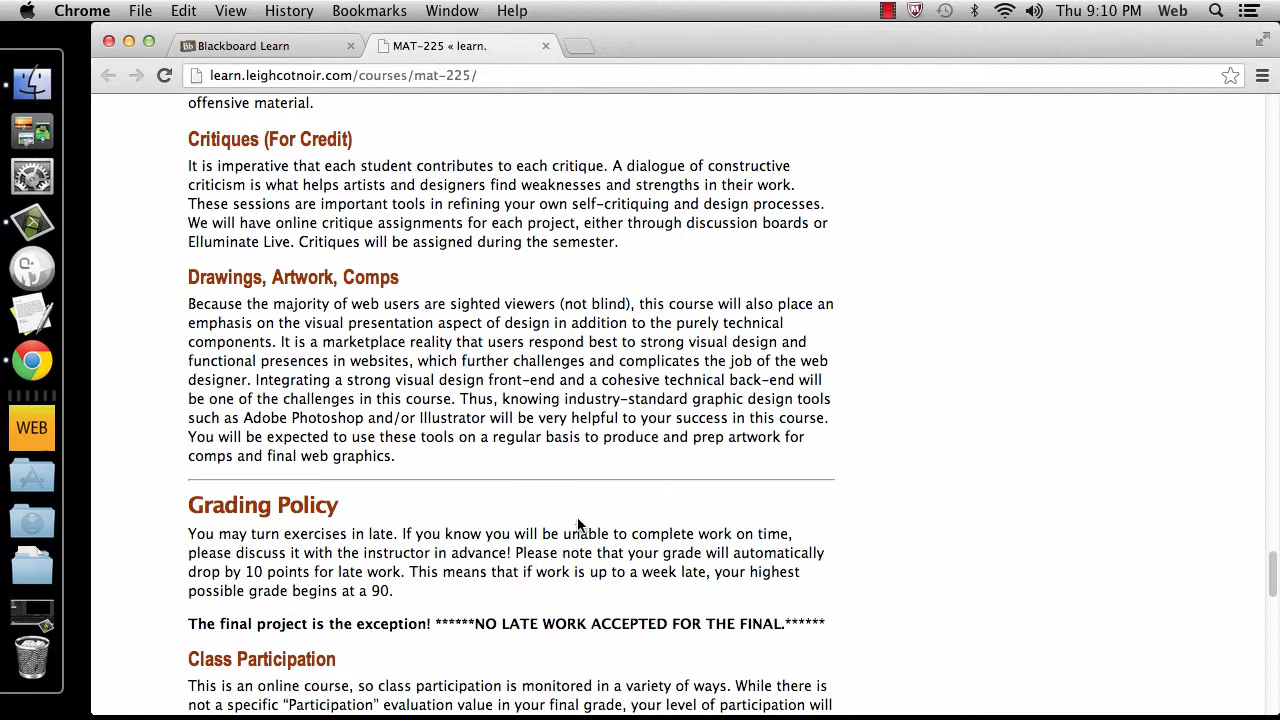 Chrome File Edit View History Bookmarks Window Help Thu 9:10 PM Web
Blackboard Learn
MAT-225 « learn.
learn.leighcotnoir.com/courses/mat-225/
offensive material.
Critiques (For Credit)
It is imperative that each student contributes to each critique. A dialogue of constructive
criticism is what helps artists and designers find weaknesses and strengths in their work.
These sessions are important tools in refining your own self-critiquing and design processes.
We will have online critique assignments for each project, either through discussion boards or
Elluminate Live. Critiques will be assigned during the semester.
Drawings, Artwork, Comps
Because the majority of web users are sighted viewers (not blind), this course will also place an
emphasis on the visual presentation aspect of design in addition to the purely technical
components. It is a marketplace reality that users respond best to strong visual design and
functional presences in websites, which further challenges and complicates the job of the web
designer. Integrating a strong visual design front-end and a cohesive technical back-end will
be one of the challenges in this course. Thus, knowing industry-standard graphic design tools
such as Adobe Photoshop and/or Illustrator will be very helpful to your success in this course.
You will be expected to use these tools on a regular basis to produce and prep artwork for
comps and final web graphics.
WEB
Grading Policy
You may turn exercises in late. If you know you will be unable to complete work on time,
please discuss it with the instructor in advance! Please note that your grade will automatically
drop by 10 points for late work. This means that if work is up to a week late, your highest
possible grade begins at a 90.
The final project is the exception! ******NO LATE WORK ACCEPTED FOR THE FINAL.******
Class Participation
This is an online course, so class participation is monitored in a variety of ways. While there is
not a specific “Participation” evaluation value in your final grade, your level of participation will